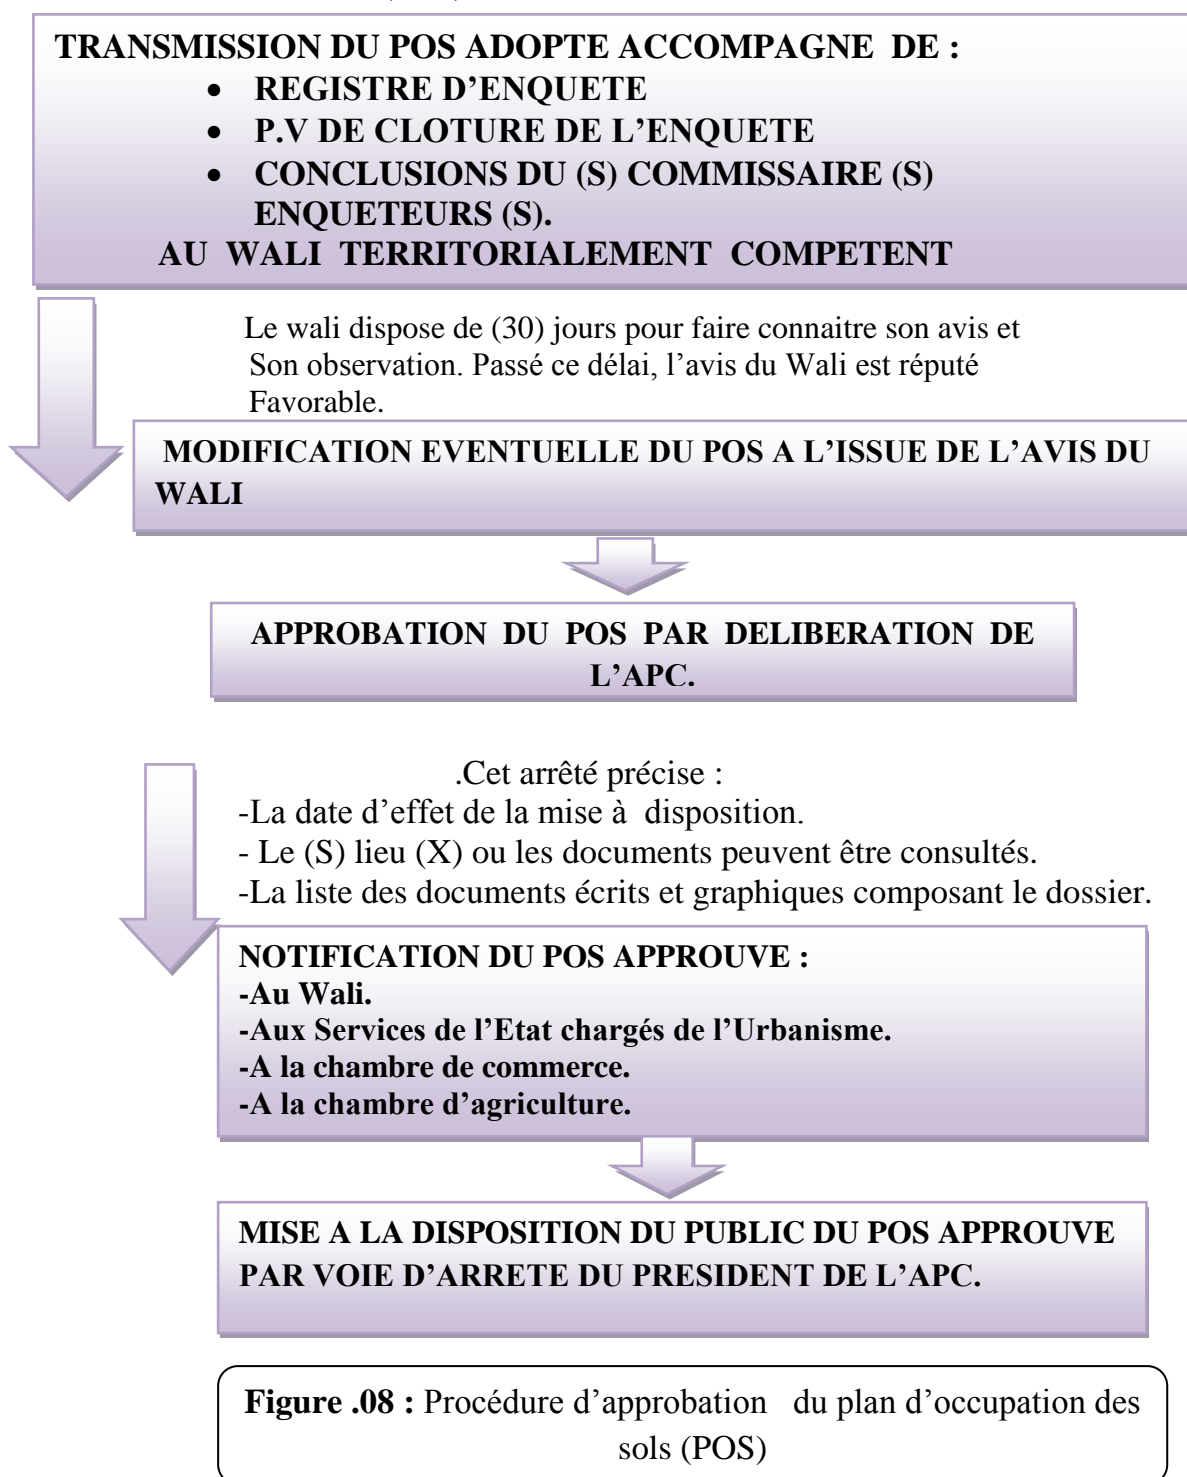 TRANSMISSION DU POS ADOPTE ACCOMPAGNE DE :
• REGISTRE D’ENQUETE
• P.V DE CLOTURE DE L’ENQUETE
• CONCLUSIONS DU (S) COMMISSAIRE (S)
ENQUETEURS (S).
AU WALI TERRITORIALEMENT COMPETENT
Le wali dispose de (30) jours pour faire connaitre son avis et
Son observation. Passé ce délai, l’avis du Wali est réputé
Favorable.
MODIFICATION EVENTUELLE DU POS A L’ISSUE DE L’AVIS DU
WALI
APPROBATION DU POS PAR DELIBERATION DE
L’APC.
.Cet arrêté précise :
-La date d’effet de la mise à disposition.
- Le (S) lieu (X) ou les documents peuvent être consultés.
-La liste des documents écrits et graphiques composant le dossier.
NOTIFICATION DU POS APPROUVE :
-Au Wali.
-Aux Services de l’Etat chargés de l’Urbanisme.
-A la chambre de commerce.
-A la chambre d’agriculture.
MISE A LA DISPOSITION DU PUBLIC DU POS APPROUVE
PAR VOIE D’ARRETE DU PRESIDENT DE L’APC.
Figure .08 : Procédure d’approbation du plan d’occupation des
sols (POS)